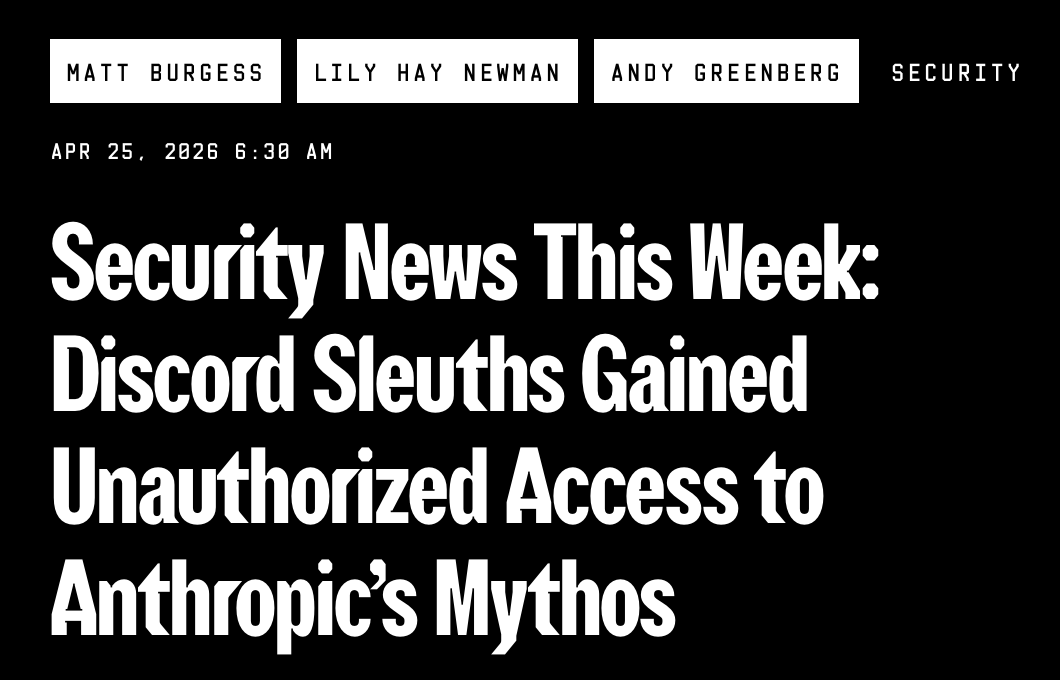 MATT BURGESS LILY HAY NEWMAN ANDY GREENBERG SECURITY
APR 25, 2026 6:30 AM
Security News This Week:
Discord Sleuths Gained
Unauthorized Access to
Anthropic’s Mythos